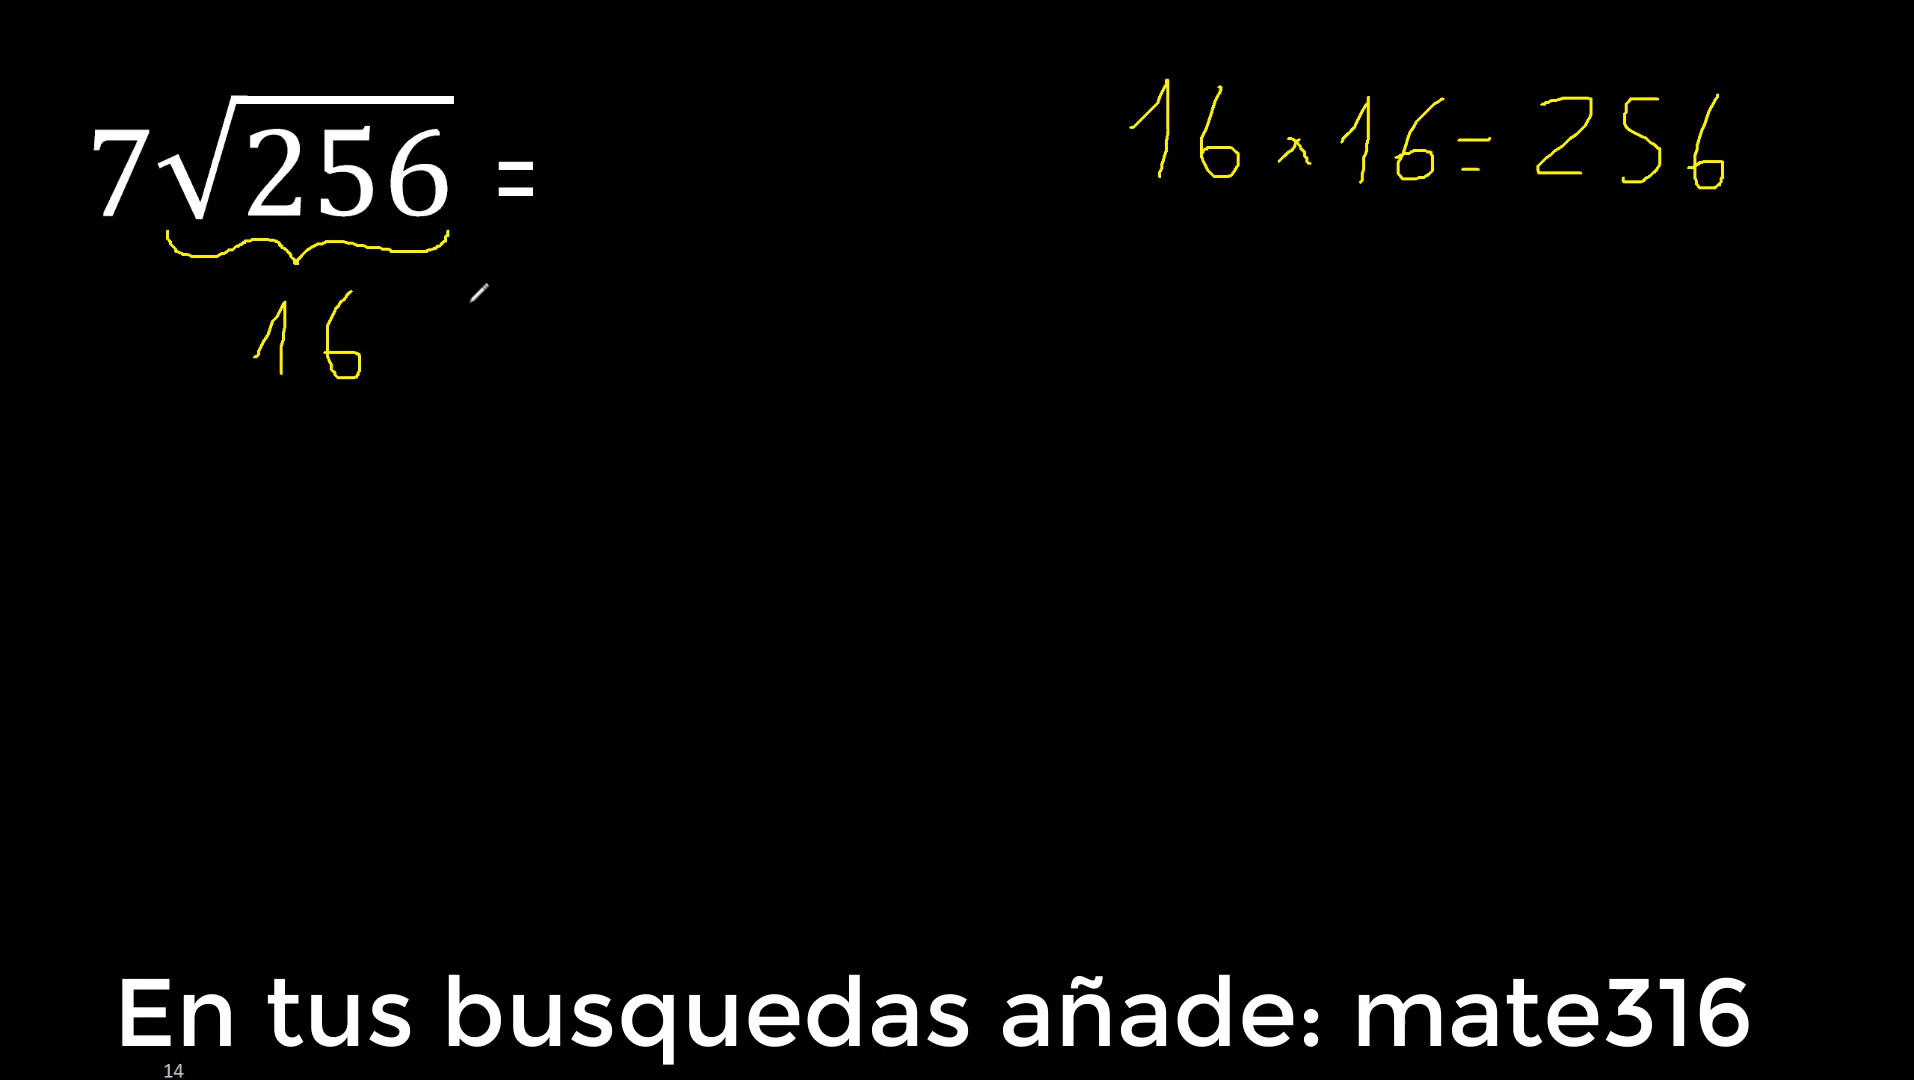 7√256 =
16 x 16 = 256
16
En tus busquedas añade: mate316
14